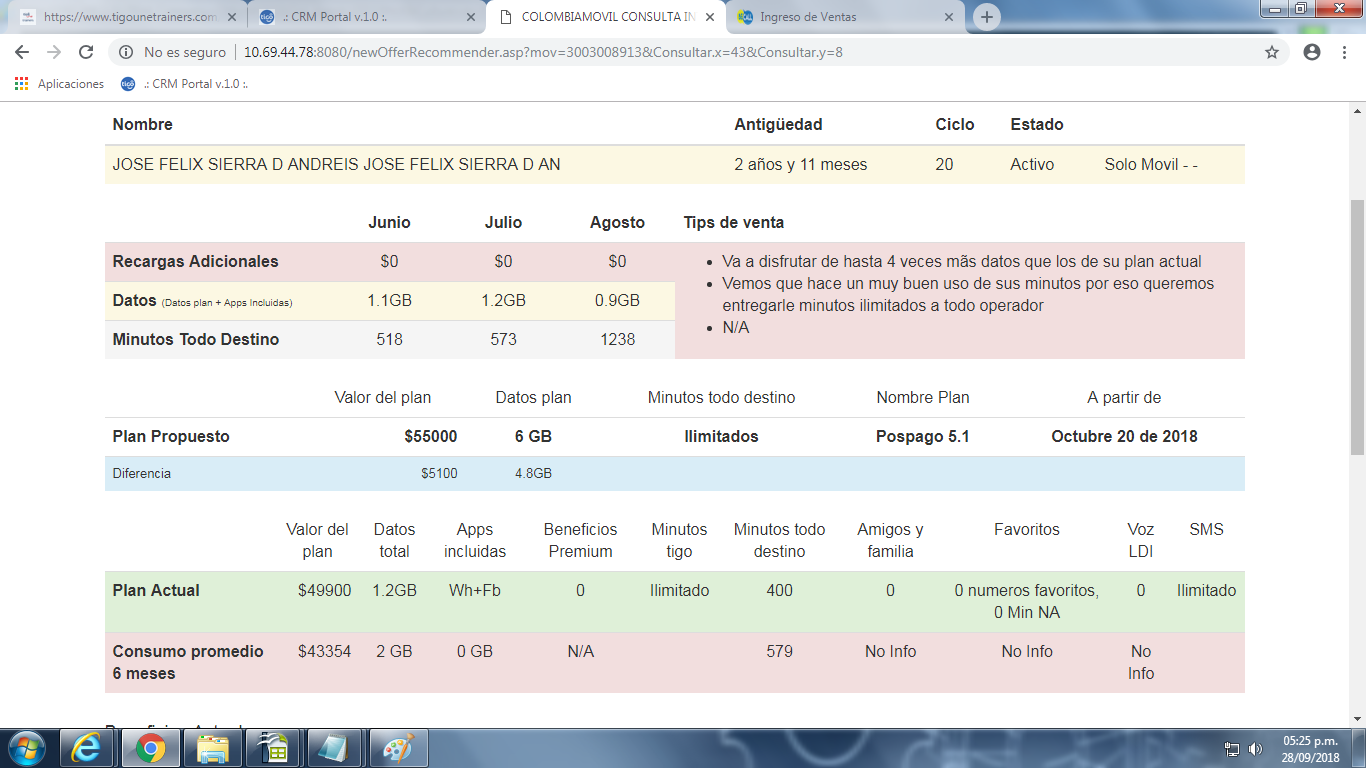 https://www.tigounetrainers.com
.: CRM Portal v.1.0 :.
COLOMBIAMOVIL CONSULTA IN
Ingreso de Ventas
No es seguro
10.69.44.78:8080/newOfferRecommender.asp?mov=3003008913&Consultar.x=43&Consultar.y=8
Aplicaciones
.: CRM Portal v.1.0 :.
Nombre Antigüedad Ciclo Estado
JOSE FELIX SIERRA D ANDREIS JOSE FELIX SIERRA D AN 2 años y 11 meses 20 Activo Solo Movil - -
Junio Julio Agosto Tips de venta
Recargas Adicionales $0 $0 $0
Datos (Datos plan + Apps Incluidas) 1.1GB 1.2GB 0.9GB
Minutos Todo Destino 518 573 1238
Va a disfrutar de hasta 4 veces mãs datos que los de su plan actual
Vemos que hace un muy buen uso de sus minutos por eso queremos
entregarle minutos ilimitados a todo operador
N/A
Valor del plan Datos plan Minutos todo destino Nombre Plan A partir de
Plan Propuesto $55000 6 GB Ilimitados Pospago 5.1 Octubre 20 de 2018
Diferencia $5100 4.8GB
Valor del Datos Apps Beneficios Minutos Minutos todo Amigos y Favoritos Voz SMS
plan total incluidas Premium tigo destino familia LDI
Plan Actual $49900 1.2GB Wh+Fb 0 Ilimitado 400 0 0 numeros favoritos, 0 Ilimitado
0 Min NA
Consumo promedio $43354 2 GB 0 GB N/A 579 No Info No Info No
6 meses Info
05:25 p.m.
28/09/2018